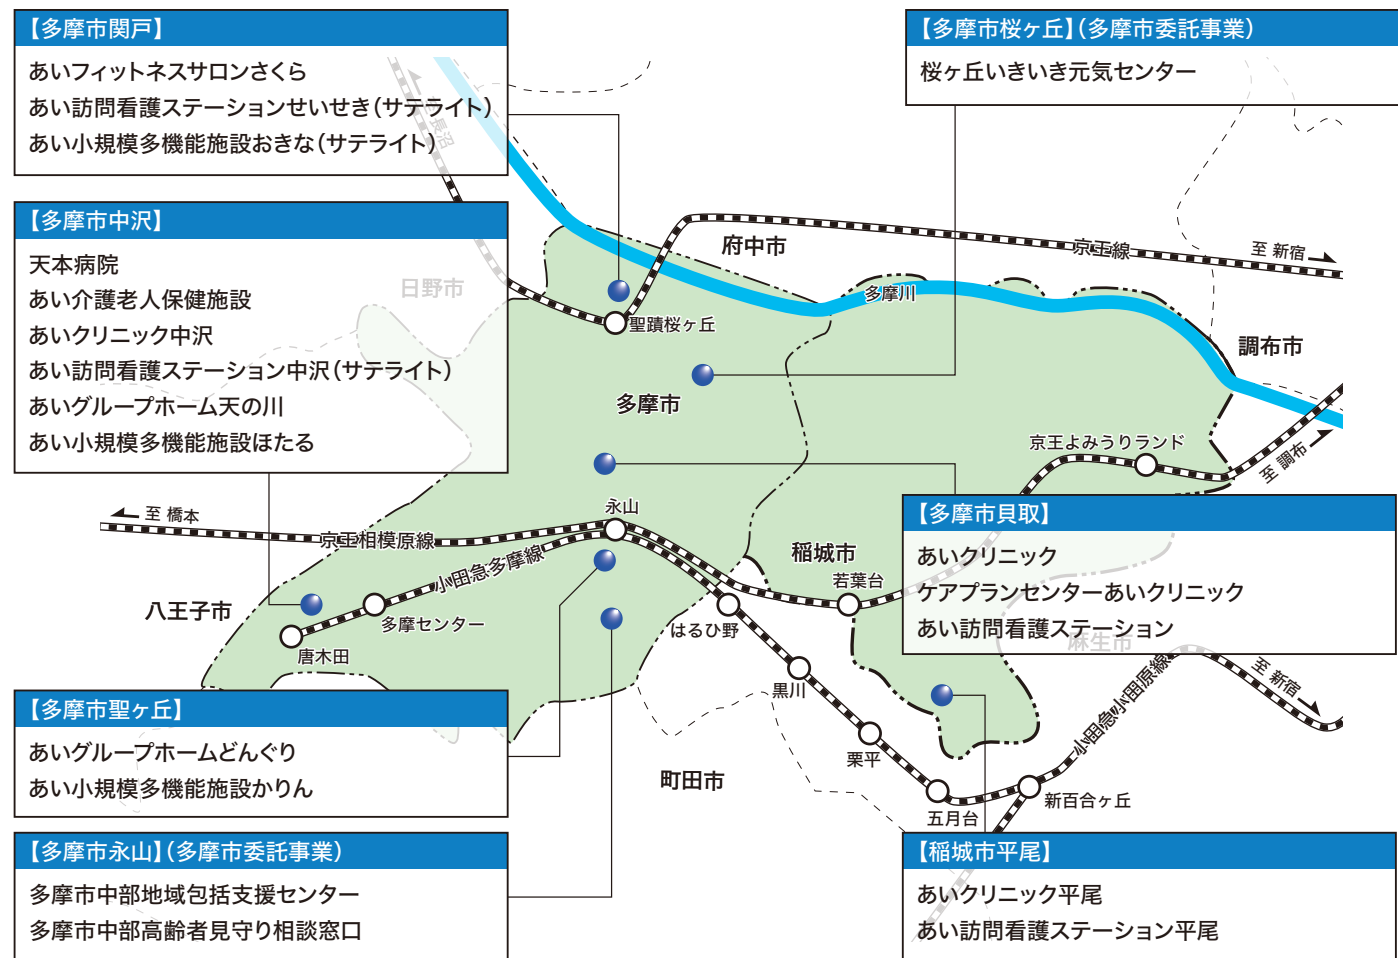 【多摩市関戸】
あいフィットネスサロンさくら
あい訪問看護ステーションせいせき(サテライト)
あい小規模多機能施設おきな(サテライト)
【多摩市桜ヶ丘】(多摩市委託事業)
桜ヶ丘いきいき元気センター
【多摩市中沢】
天本病院
あい介護老人保健施設
あいクリニック中沢
あい訪問看護ステーション中沢(サテライト)
あいグループホーム天の川
あい小規模多機能施設ほたる
至 長沼
日野市
府中市
京王線
至 新宿
多摩川
聖蹟桜ヶ丘
調布市
多摩市
京王よみうりランド
至 調布
永山
至 橋本
京王相模原線
小田急多摩線
稲城市
若葉台
八王子市
多摩センター
唐木田
はるひ野
【多摩市貝取】
あいクリニック
ケアプランセンターあいクリニック
あい訪問看護ステーション
麻生市
黒川
栗平
五月台
新百合ヶ丘
小田急小田原線
至 新宿
町田市
【多摩市聖ヶ丘】
あいグループホームどんぐり
あい小規模多機能施設かりん
【多摩市永山】(多摩市委託事業)
多摩市中部地域包括支援センター
多摩市中部高齢者見守り相談窓口
【稲城市平尾】
あいクリニック平尾
あい訪問看護ステーション平尾